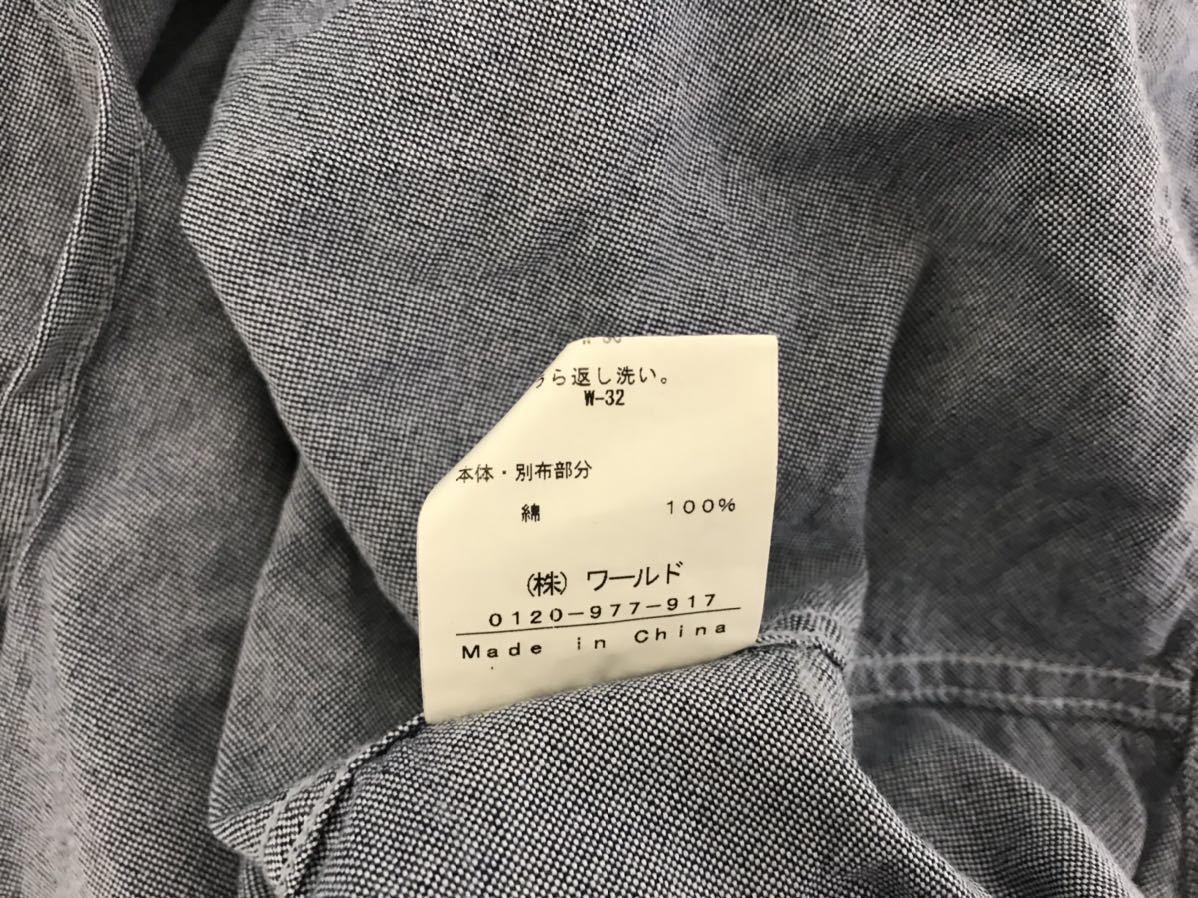 ら返し洗い。
W-32
本体・別布部分
綿 100%
(株) ワールド
0120-977-917
Made in China